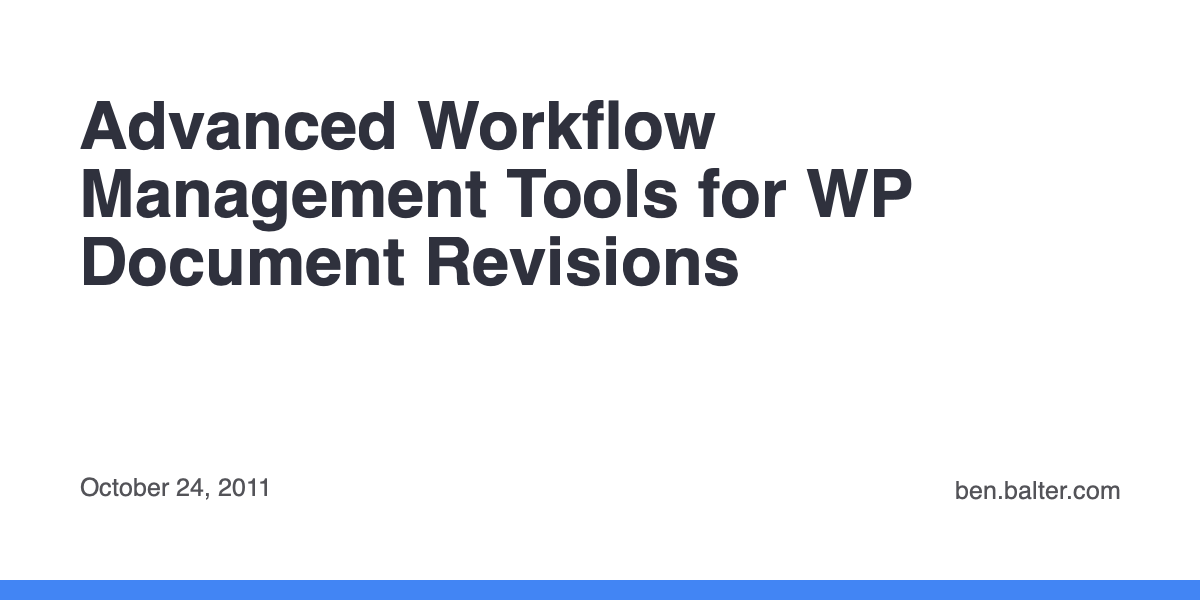 Advanced Workflow
Management Tools for WP
Document Revisions
October 24, 2011
ben.balter.com